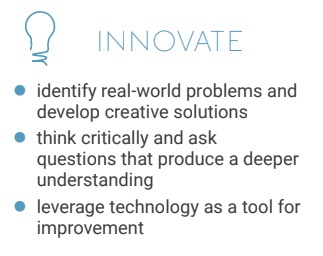 INNOVATE
identify real-world problems and
develop creative solutions
think critically and ask
questions that produce a deeper
understanding
leverage technology as a tool for
improvement